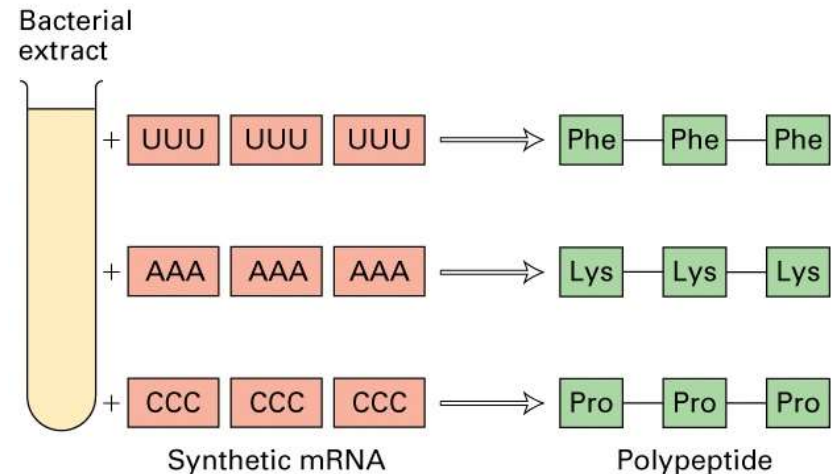 Bacterial
extract
+ UUU UUU UUU Phe Phe Phe
+ AAA AAA AAA Lys Lys Lys
+ CCC CCC CCC Pro Pro Pro
Synthetic mRNA Polypeptide